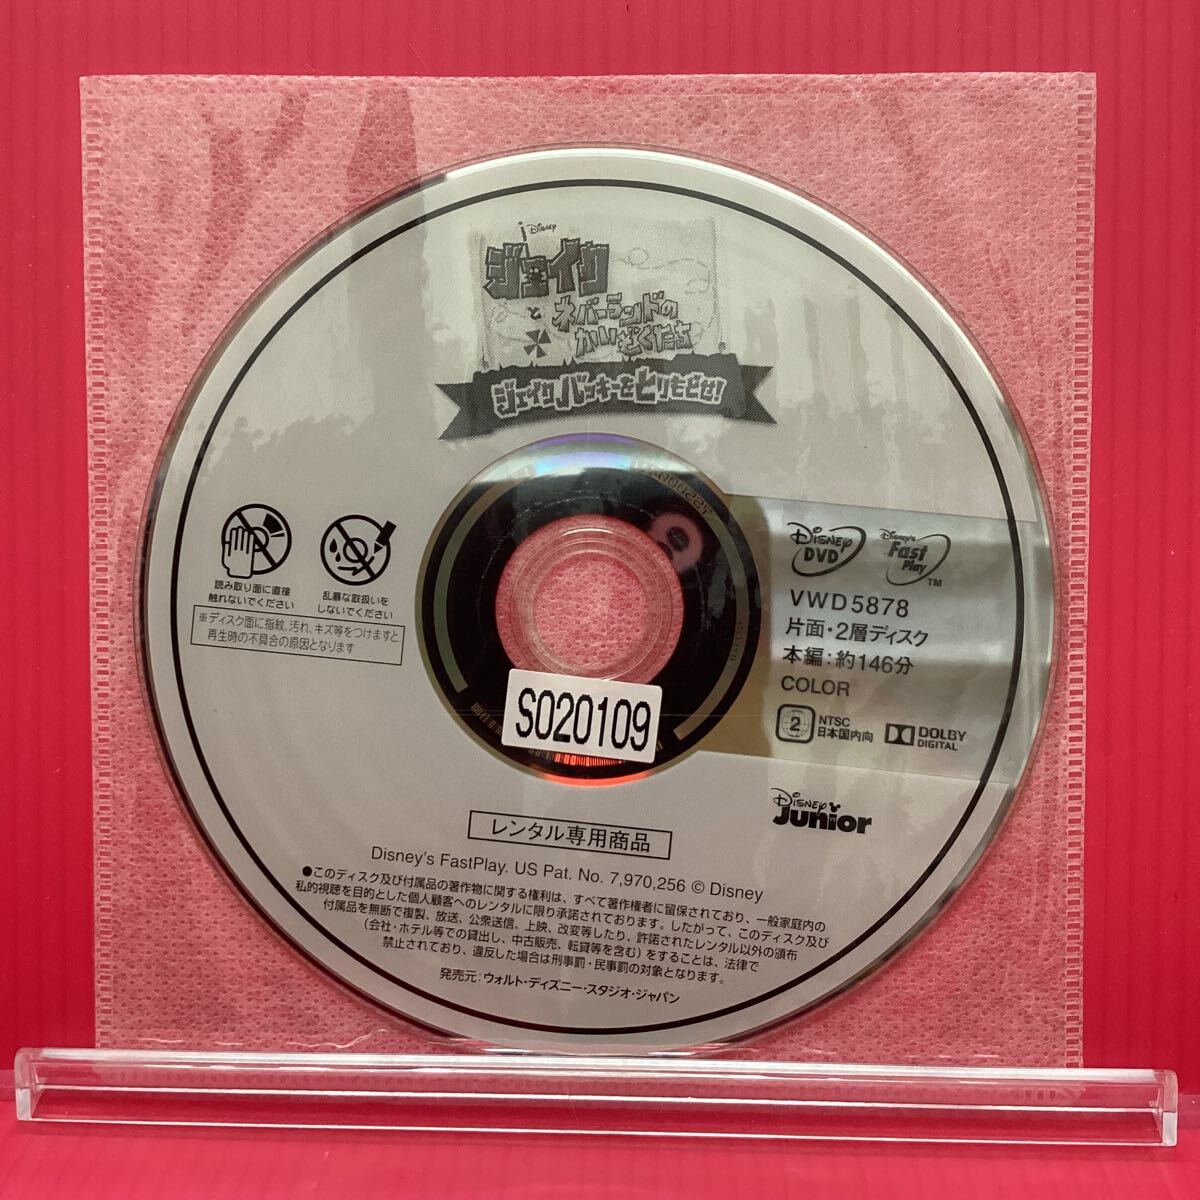 Disney
ジェイク
と
ネバーランドの
かいぞくたち
ジェイク バッキーをとりもどせ!
読み取り面に直接
触れないでください
乱暴な取扱いを
しないでください
※ディスク面に指紋、汚れ、キズ等をつけますと
再生時の不具合の原因となります
Disney
DVD
Disney's
Fast
Play
TM
VWD5878
片面・2層ディスク
本編:約146分
COLOR
2
NTSC
日本国内向
DOLBY
DIGITAL
S020109
Disney
Junior
レンタル専用商品
Disney's FastPlay. US Pat. No. 7,970,256 © Disney
●このディスク及び付属品の著作物に関する権利は、すべて著作権者に留保されており、一般家庭内の
私的視聴を目的とした個人顧客へのレンタルに限り承諾されております。したがって、このディスク及び
付属品を無断で複製、放送、公衆送信、上映、改変等したり、許諾されたレンタル以外の頒布
(会社・ホテル等での貸出し、中古販売、転貸等を含む)をすることは、法律で
禁止されており、違反した場合は刑事罰・民事罰の対象となります。
発売元:ウォルト・ディズニー・スタジオ・ジャパン